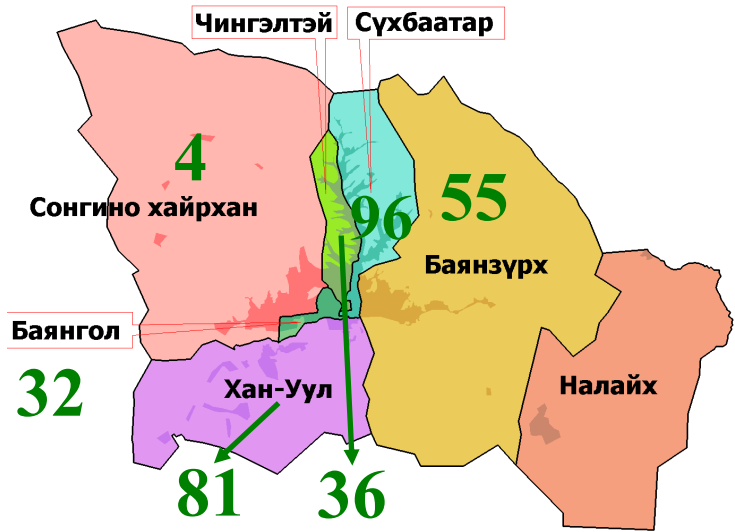 Чингэлтэй
Сүхбаатар
4
Сонгино хайрхан
96
55
Баянзүрх
Баянгол
32
Хан-Уул
Налайх
81
36